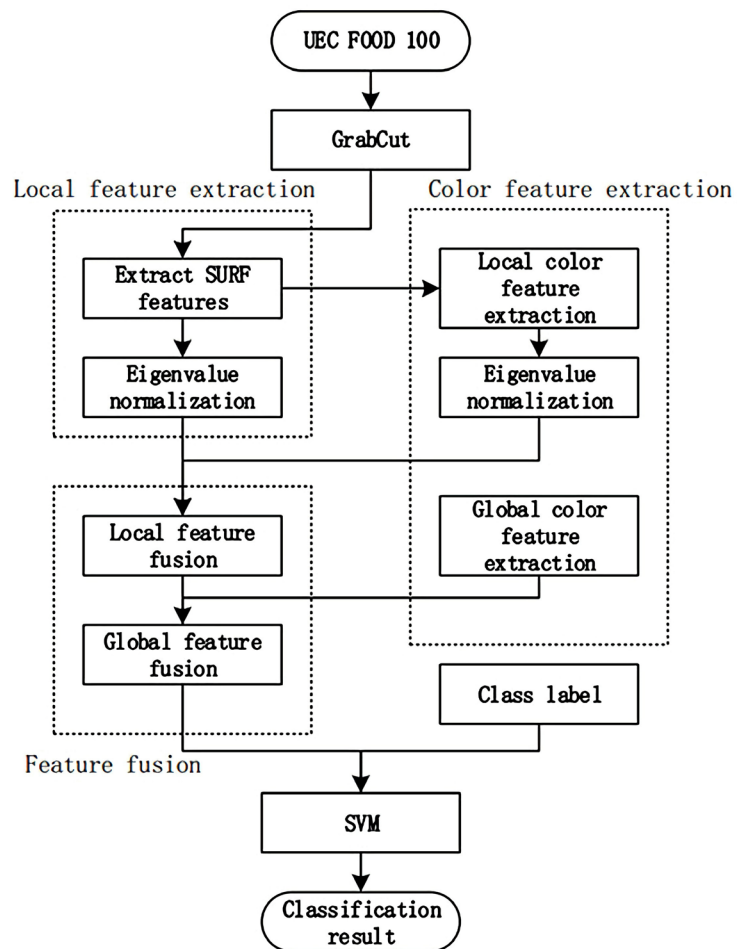 UEC FOOD 100
GrabCut
Local feature extraction
Color feature extraction
Extract SURF
features
Local color
feature
extraction
Eigenvalue
normalization
Eigenvalue
normalization
Local feature
fusion
Global color
feature
extraction
Global feature
fusion
Class label
Feature fusion
SVM
Classification
result